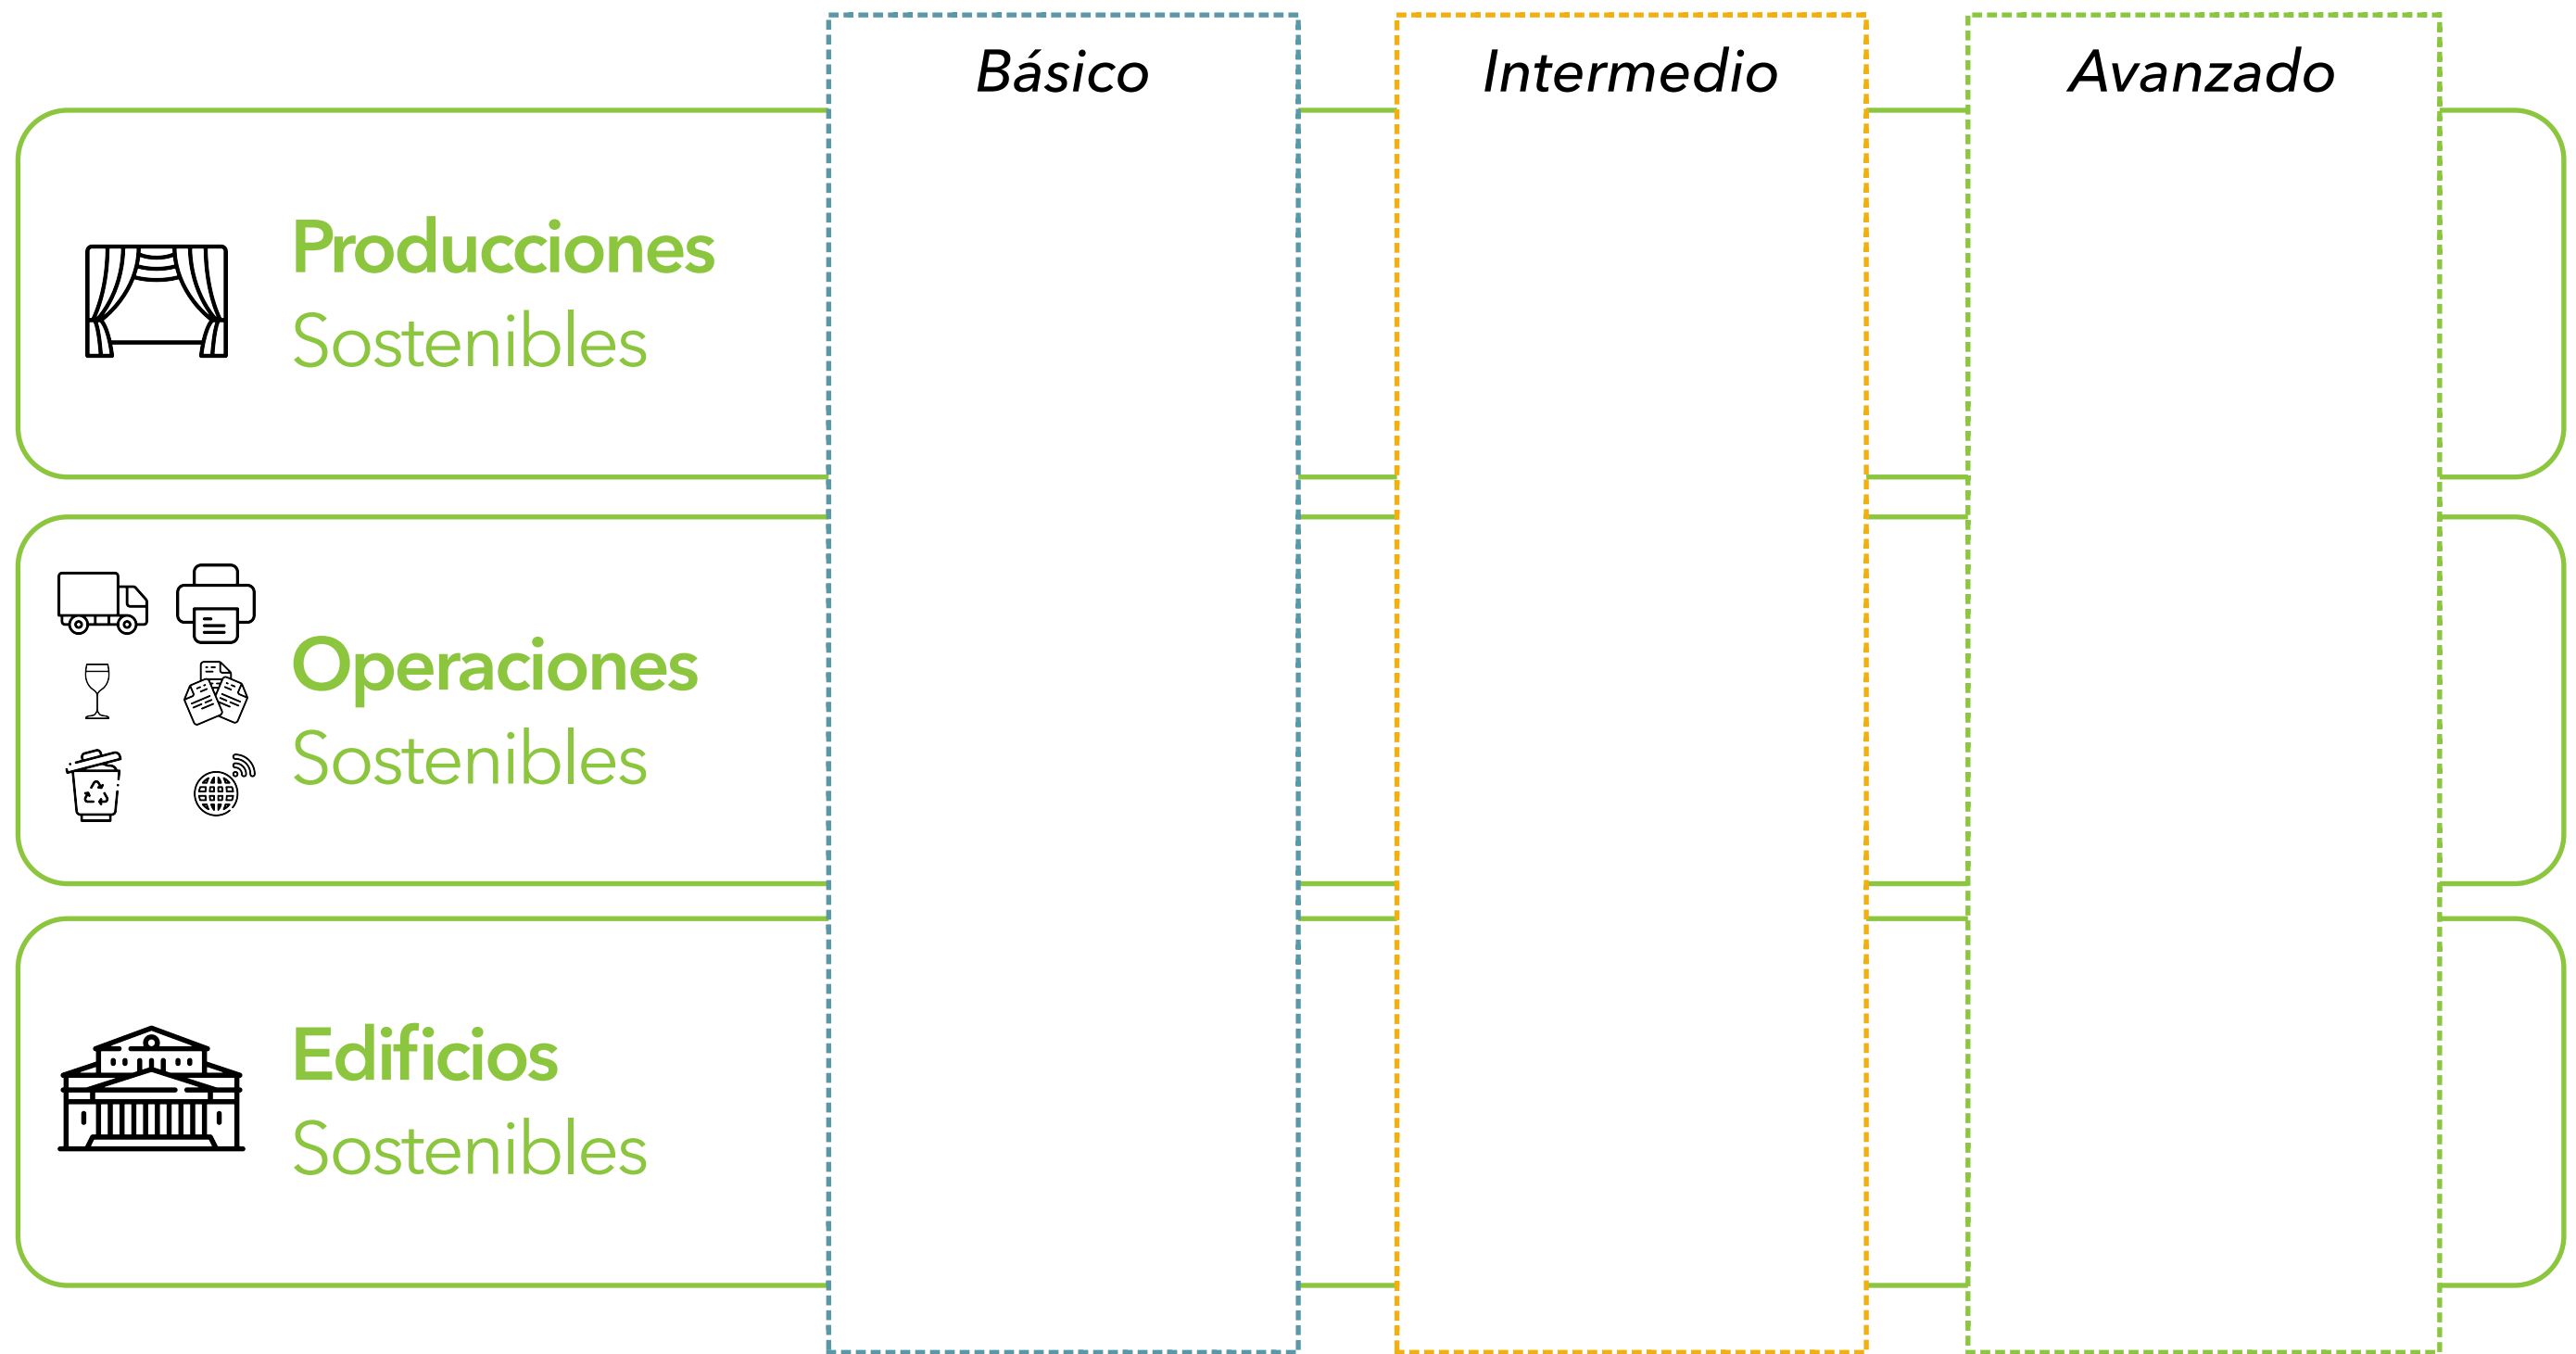 Básico
Intermedio
Avanzado
Producciones
Sostenibles
Operaciones
Sostenibles
Edificios
Sostenibles